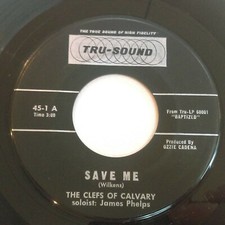 THE TRUE SOUND OF HIGH FIDELITY
TRU-SOUND
45-1 A
Time 3:09
From Tru-LP 50001
"BAPTIZED"
Produced By
OZZIE CADENA
SAVE ME
(Wilkens)
THE CLEFS OF CALVARY
soloist: James Phelps